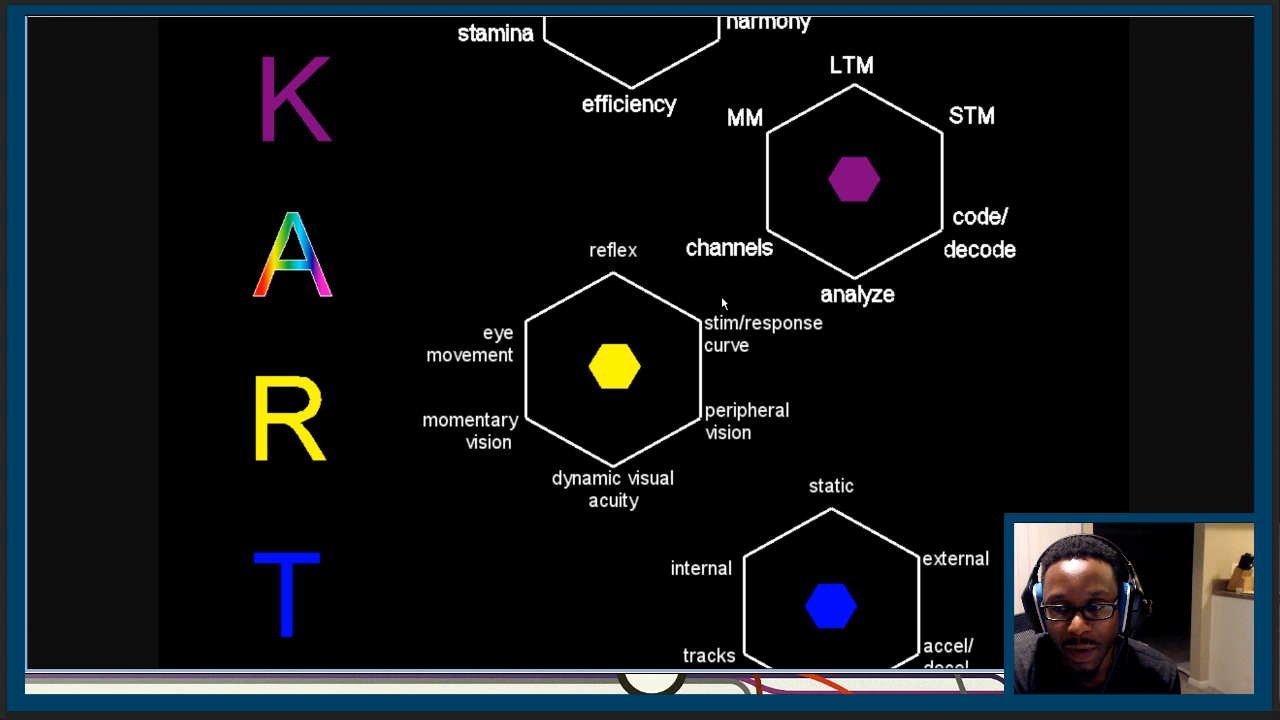 stamina
harmony
efficiency
K
LTM
MM
STM
code/
decode
channels
analyze
A
reflex
eye
movement
stim/response
curve
R
momentary
vision
peripheral
vision
dynamic visual
acuity
static
T
internal
external
tracks
accel/
decel